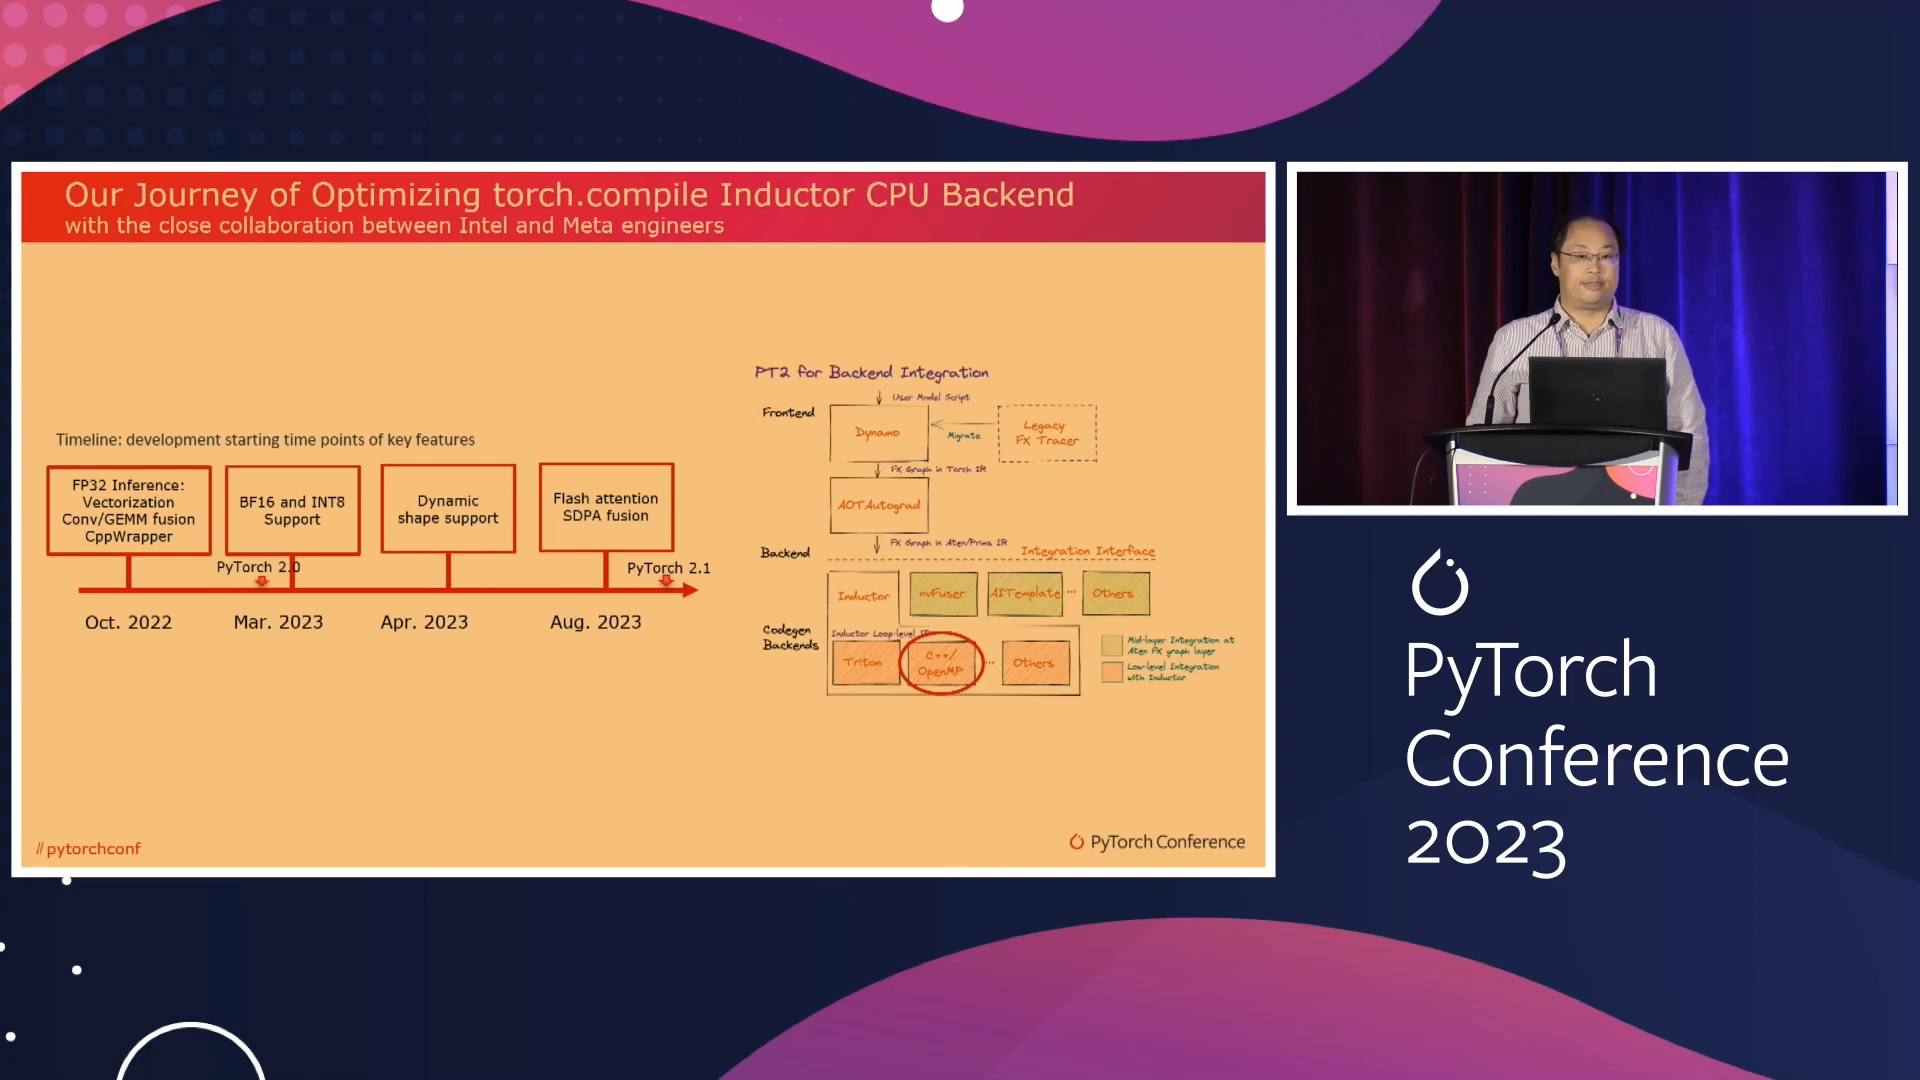 Our Journey of Optimizing torch.compile Inductor CPU Backend
with the close collaboration between Intel and Meta engineers
Timeline: development starting time points of key features
FP32 Inference:
Vectorization
Conv/GEMM fusion
CppWrapper
BF16 and INT8
Support
Dynamic
shape support
Flash attention
SDPA fusion
PyTorch 2.0
PyTorch 2.1
Oct. 2022
Mar. 2023
Apr. 2023
Aug. 2023
PT2 for Backend Integration
User Model Script
Frontend
Dynamo
Migrate
Legacy
FX Tracer
FX Graph in Torch IR
AOTAutograd
FX Graph in Aten/Prims IR
Backend
Integration Interface
Inductor
nvFuser
AITemplate
...
Others
Codegen
Backends
Inductor Loop-level
Triton
C++/
OpenMP
...
Others
Mid-layer Integration at
Aten FX graph layer
Low-level Integration
with Inductor
// pytorchconf
PyTorch Conference
PyTorch
Conference
2023